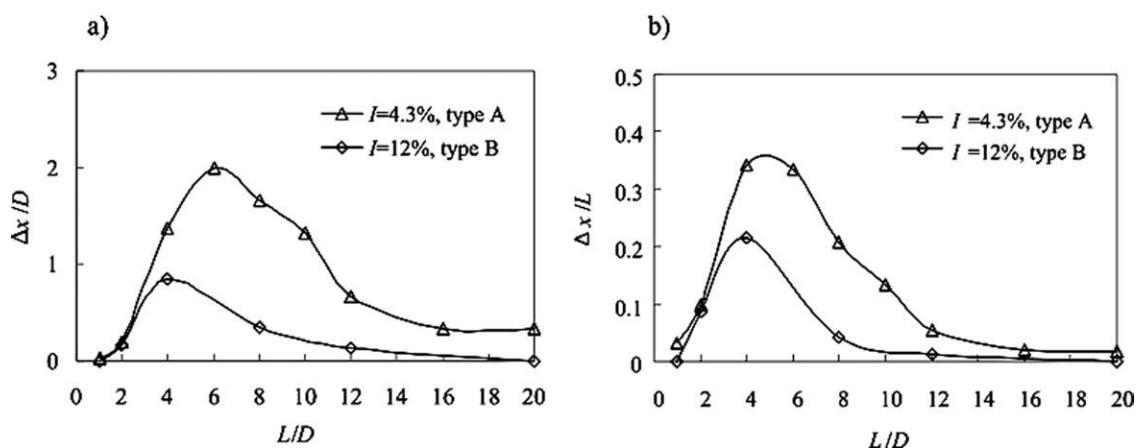 a)
3
2
1
0
Δx/D
I=4.3%, type A
I=12%, type B
0 2 4 6 8 10 12 14 16 18 20
L/D
b)
0.5
0.4
0.3
0.2
0.1
0
Δx/L
I=4.3%, type A
I=12%, type B
0 2 4 6 8 10 12 14 16 18 20
L/D